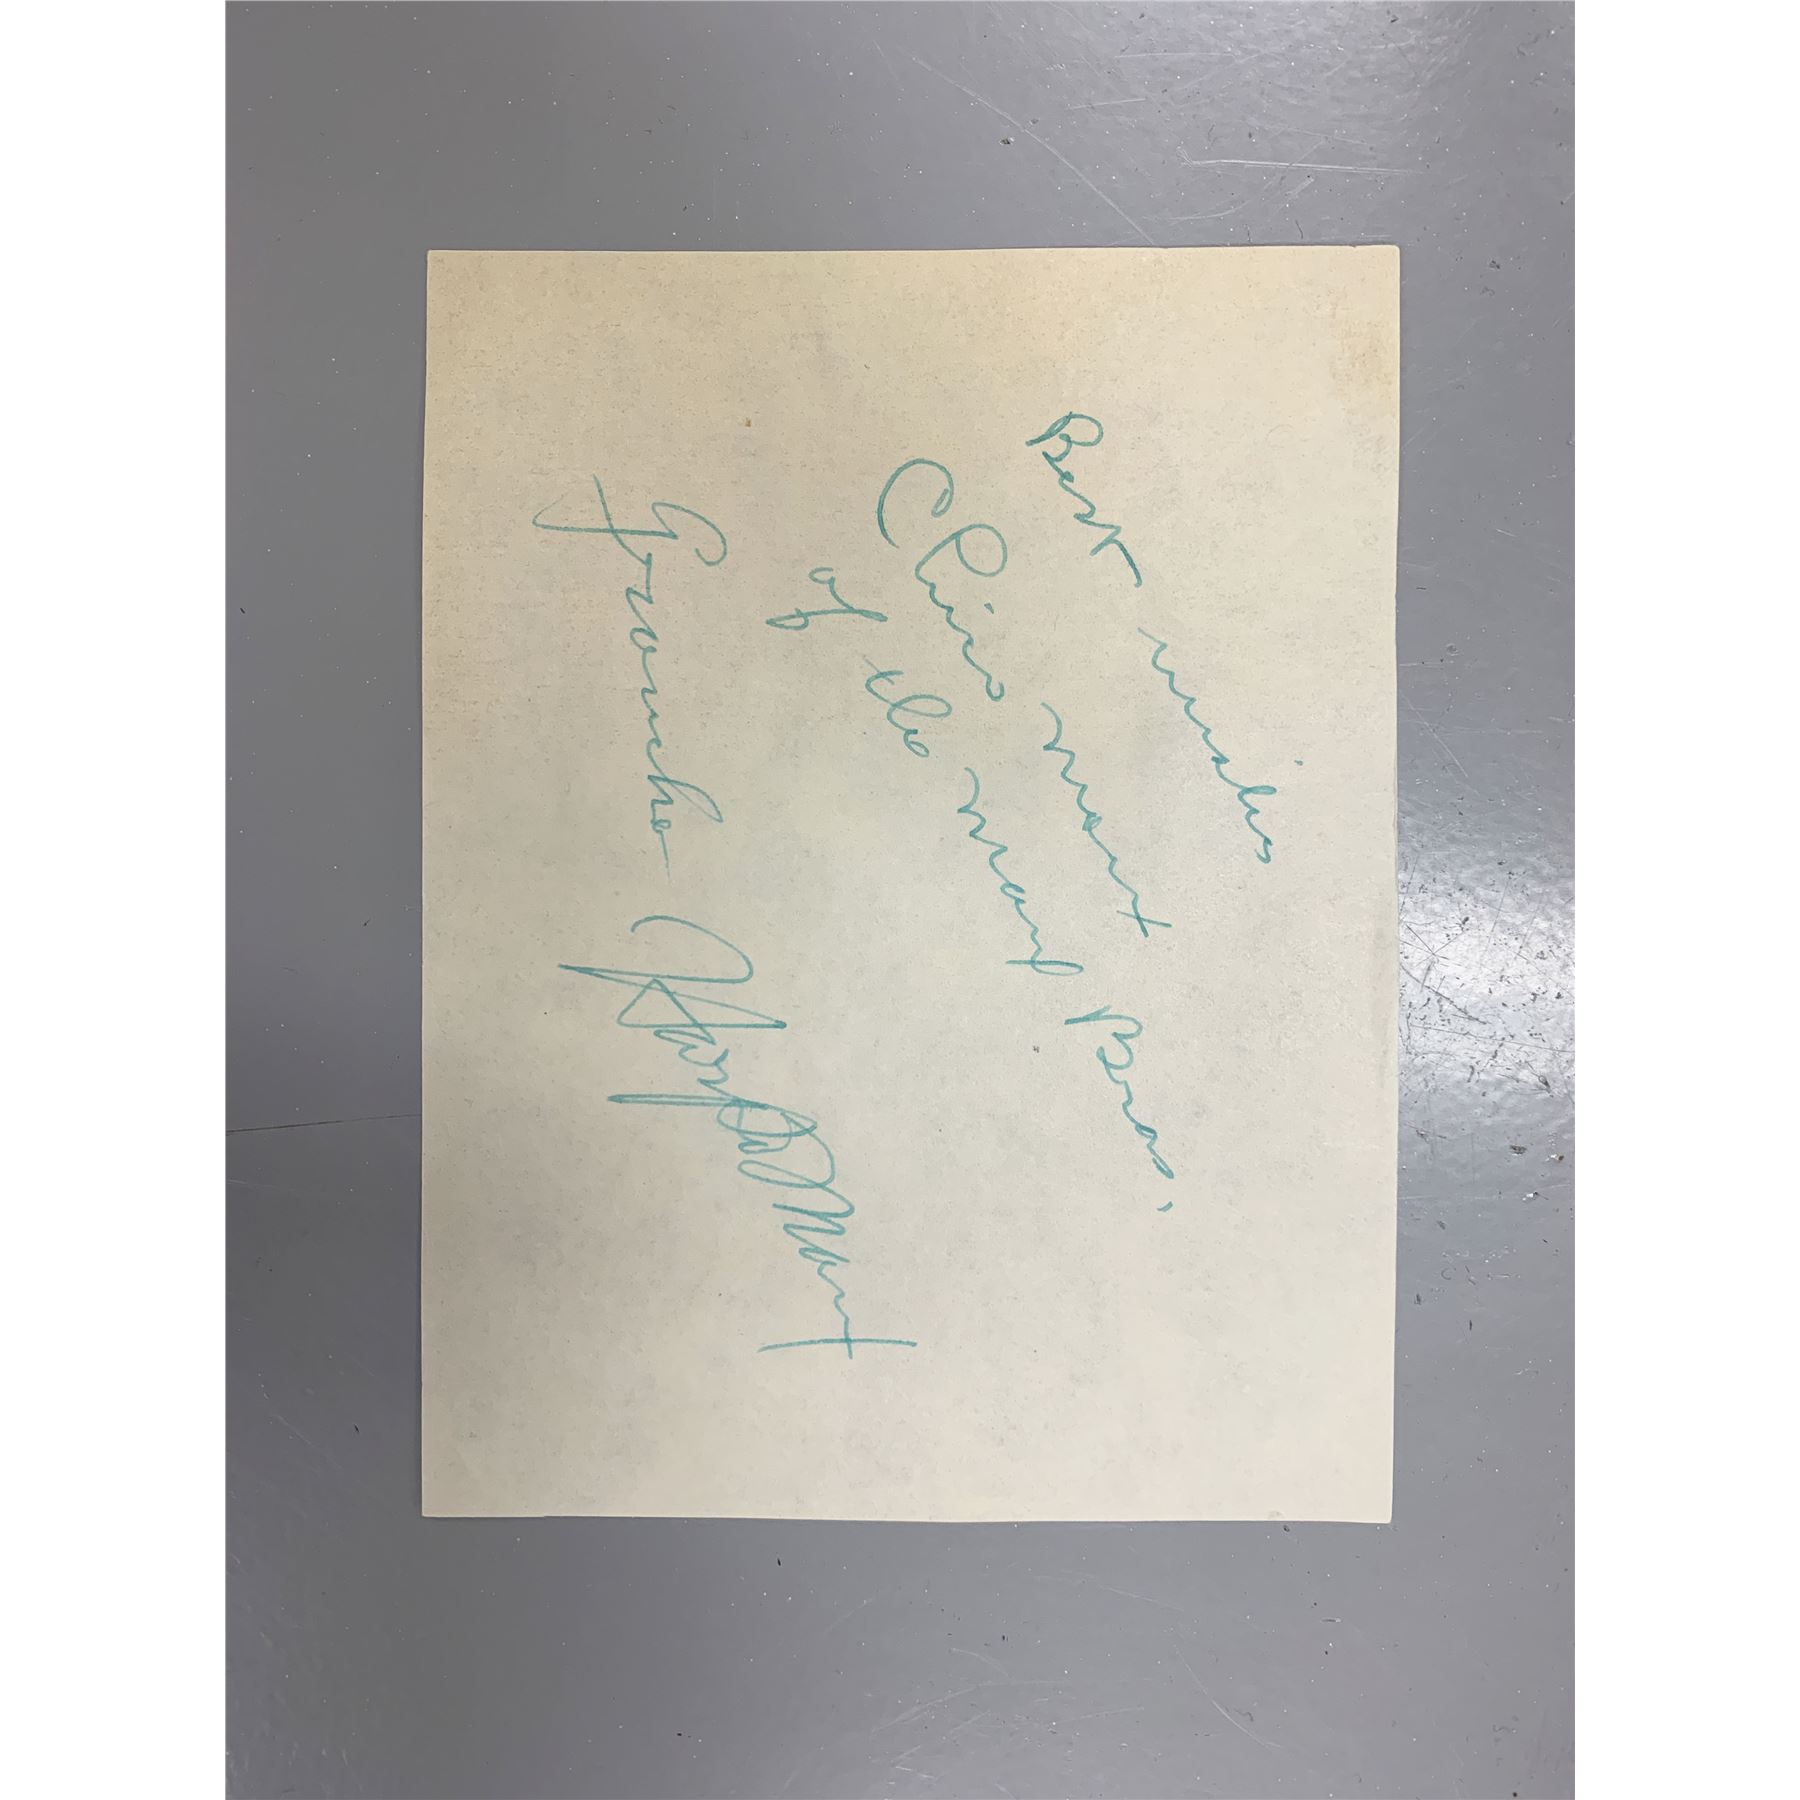 Best wishes
Chico Marx
of the Marx Bros.
Groucho
Harpo Marx